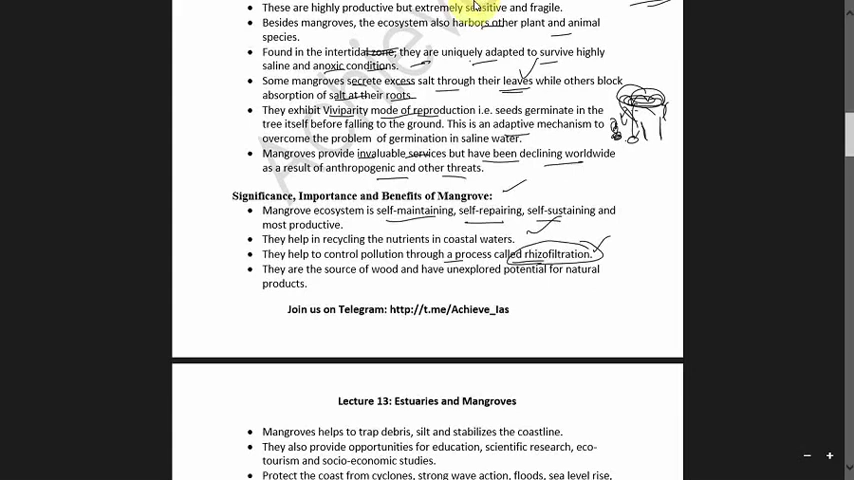 These are highly productive but extremely sensitive and fragile.
Besides mangroves, the ecosystem also harbors other plant and animal
species.
Found in the intertidal zone, they are uniquely adapted to survive highly
saline and anoxic conditions.
Some mangroves secrete excess salt through their leaves while others block
absorption of salt at their roots.
They exhibit Viviparity mode of reproduction i.e. seeds germinate in the
tree itself before falling to the ground. This is an adaptive mechanism to
overcome the problem of germination in saline water.
Mangroves provide invaluable services but have been declining worldwide
as a result of anthropogenic and other threats.
Significance, Importance and Benefits of Mangrove:
Mangrove ecosystem is self-maintaining, self-repairing, self-sustaining and
most productive.
They help in recycling the nutrients in coastal waters.
They help to control pollution through a process called rhizofiltration.
They are the source of wood and have unexplored potential for natural
products.
Join us on Telegram: http://t.me/Achieve_Ias
Lecture 13: Estuaries and Mangroves
Mangroves helps to trap debris, silt and stabilizes the coastline.
They also provide opportunities for education, scientific research, eco-
tourism and socio-economic studies.
Protect the coast from cyclones, strong wave action, floods, sea level rise,